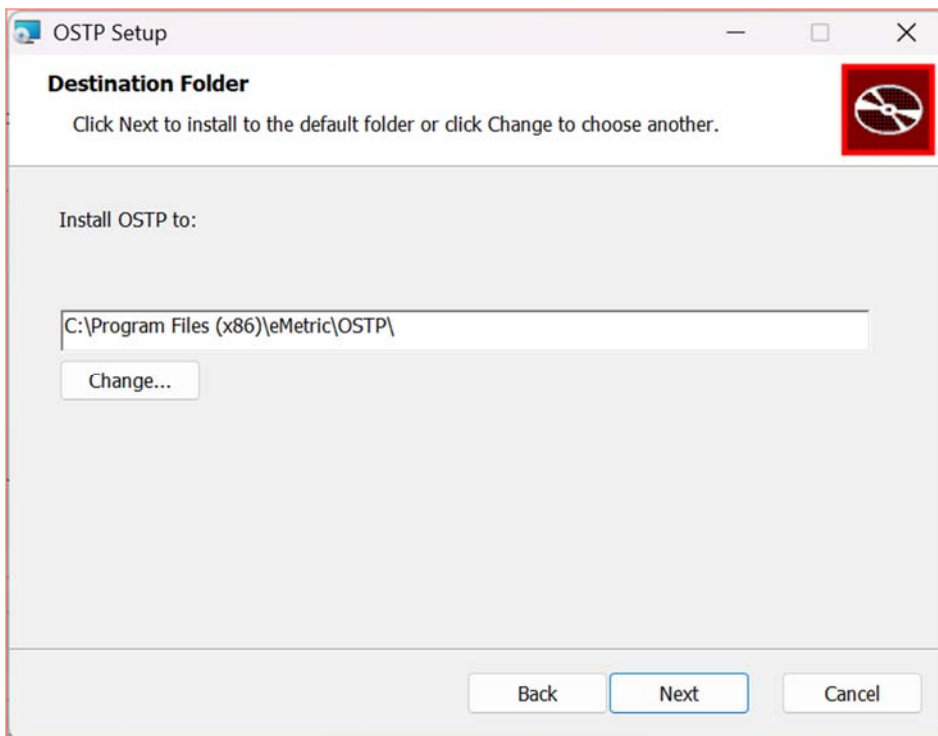 OSTP Setup
Destination Folder
Click Next to install to the default folder or click Change to choose another.
Install OSTP to:
C:\Program Files (x86)\eMetric\OSTP\
Change...
Back Next Cancel